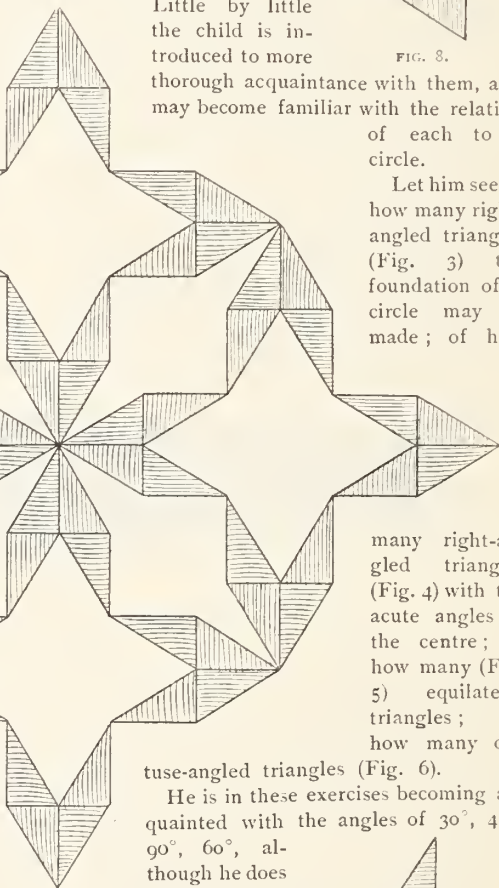 Little by little
the child is in-
troduced to more
FIG. 8.
thorough acquaintance with them, a
may become familiar with the relati
of each to
circle.
Let him see
how many rig
angled triang
(Fig. 3) t
foundation of
circle may
made; of h
many right-a
gled triang
(Fig. 4) with t
acute angles
the centre;
how many (F
5) equilate
triangles;
how many o
tuse-angled triangles (Fig. 6).
He is in these exercises becoming a
quainted with the angles of 30°, 4
90°, 60°, al-
though he does